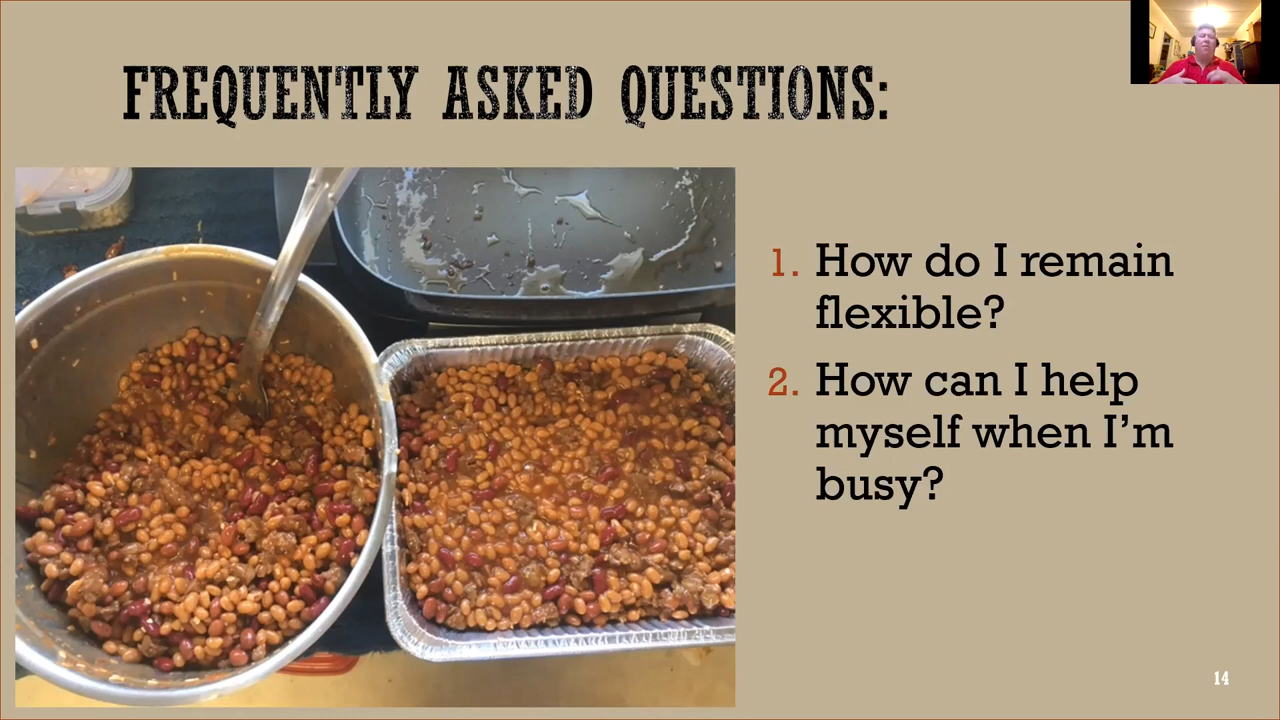 FREQUENTLY ASKED QUESTIONS:
1. How do I remain
flexible?
2. How can I help
myself when I’m
busy?
14